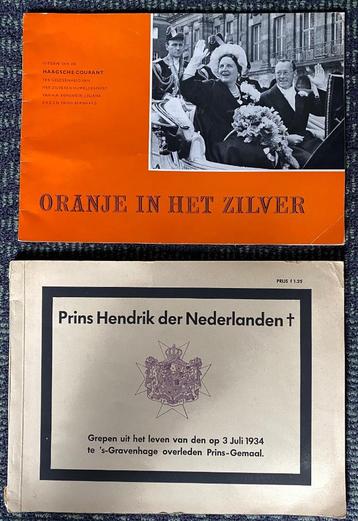 UITGAVE VAN DE
HAAGSCHE COURANT
TER GELEGENHEID VAN
HET ZILVEREN HUWELIJKSFEEST
VAN H.M. KONINGIN JULIANA
EN Z.K.H. PRINS BERNHARD
ORANJE IN HET ZILVER
PRIJS f 1.25
Prins Hendrik der Nederlanden †
Grepen uit het leven van den op 3 Juli 1934
te 's-Gravenhage overleden Prins-Gemaal.